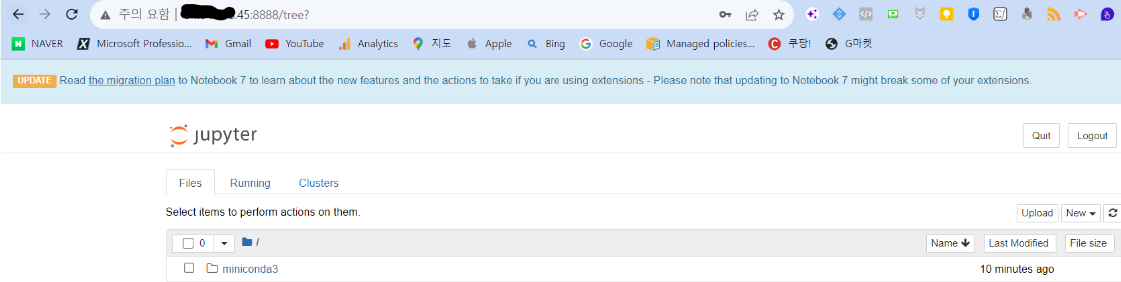 주의 요함 | .45:8888/tree?
NAVER Microsoft Professio... Gmail YouTube Analytics 지도 Apple Bing Google Managed policies... 쿠팡! G마켓
UPDATE Read the migration plan to Notebook 7 to learn about the new features and the actions to take if you are using extensions - Please note that updating to Notebook 7 might break some of your extensions.
jupyter
Quit Logout
Files Running Clusters
Select items to perform actions on them.
Upload New
0 / Name Last Modified File size
miniconda3 10 minutes ago